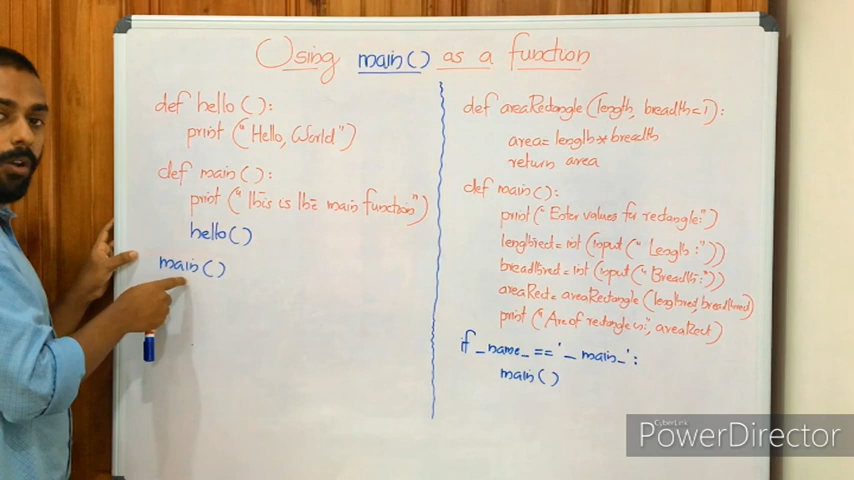 Using main() as a function
def hello():
print("Hello, World")
def main():
print("This is the main function")
hello()
main()
def areaRectangle(length, breadth=1):
area=length*breadth
return area
def main():
print("Enter values for rectangle:")
lengthrect=int(input("Length:"))
breadthrect=int(input("Breadth:"))
areaRect=areaRectangle(lengthrect, breadthrect)
print("Area of rectangle is:", areaRect)
if _name_=='_main_':
main()
CyberLink
PowerDirector